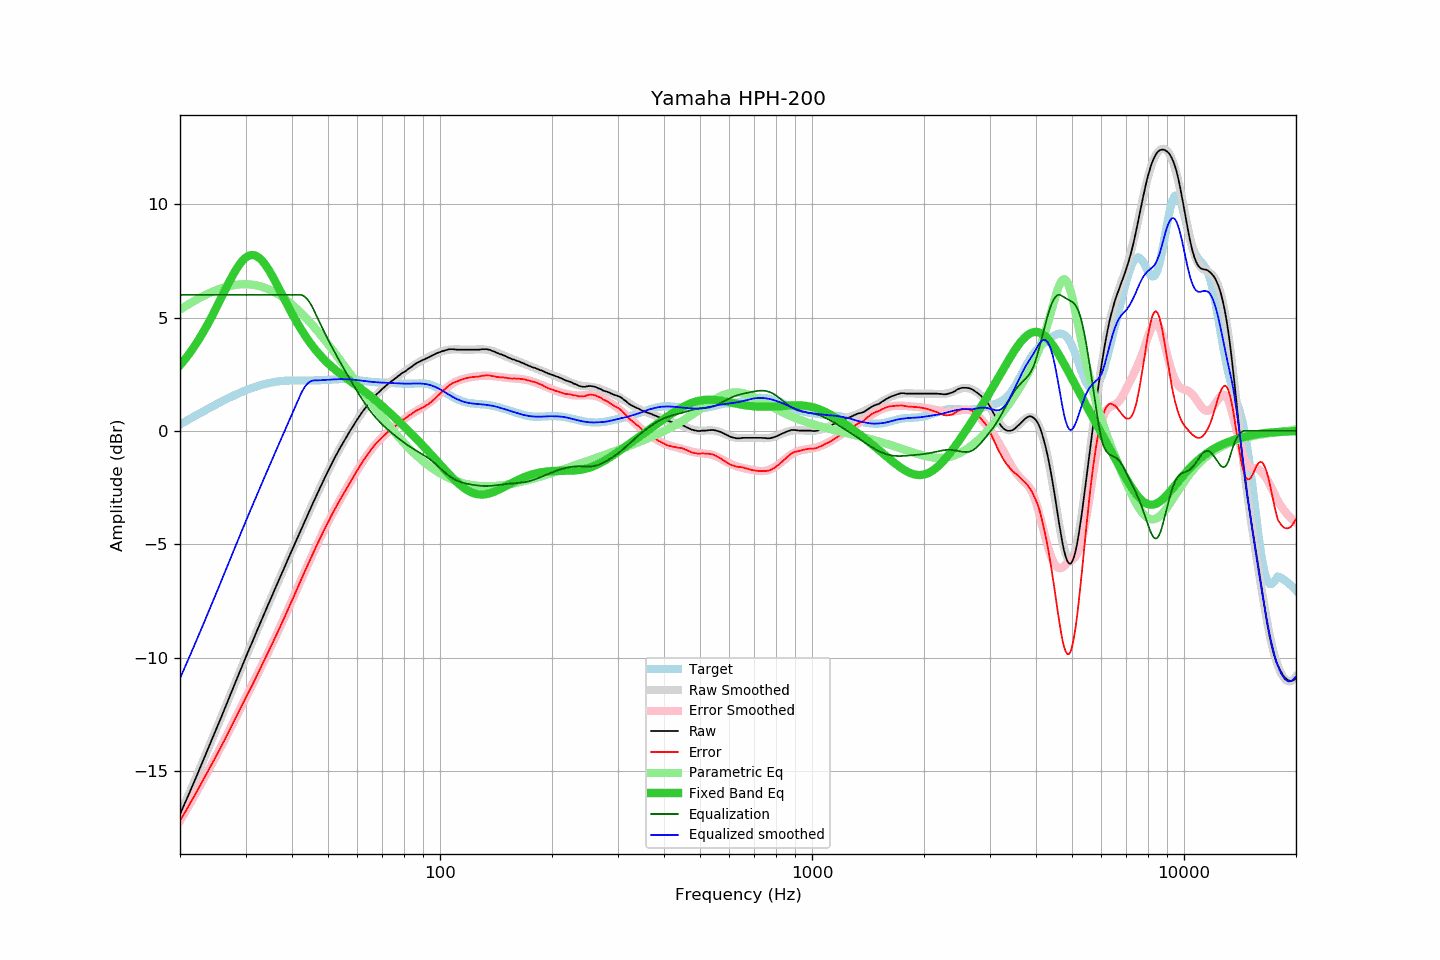 Yamaha HPH-200
Amplitude (dBr)
10
5
0
−5
−10
−15
Target
Raw Smoothed
Error Smoothed
Raw
Error
Parametric Eq
Fixed Band Eq
Equalization
Equalized smoothed
100
1000
10000
Frequency (Hz)